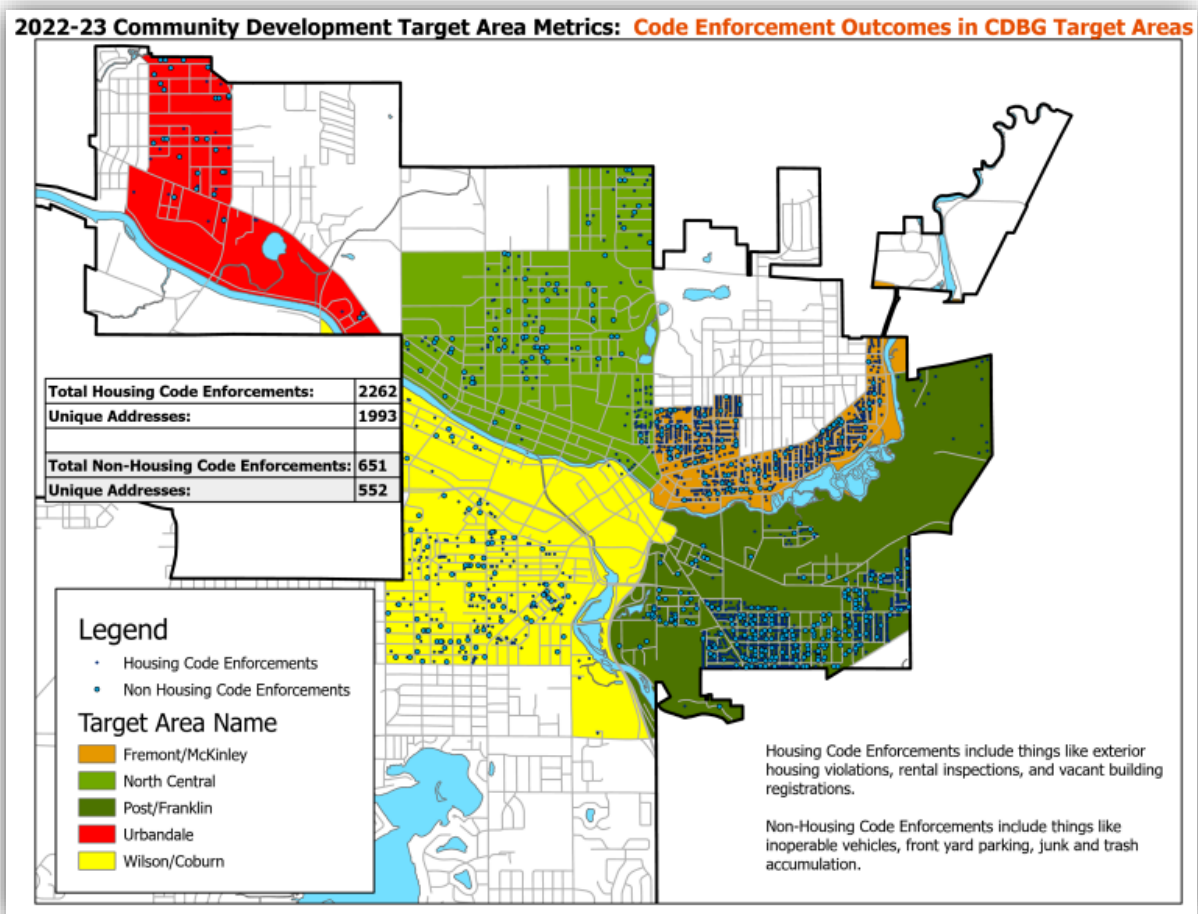 2022-23 Community Development Target Area Metrics: Code Enforcement Outcomes in CDBG Target Areas
Total Housing Code Enforcements: 2262
Unique Addresses: 1993
Total Non-Housing Code Enforcements: 651
Unique Addresses: 552
Legend
Housing Code Enforcements
Non Housing Code Enforcements
Target Area Name
Fremont/McKinley
North Central
Post/Franklin
Urbandale
Wilson/Coburn
Housing Code Enforcements include things like exterior
housing violations, rental inspections, and vacant building
registrations.
Non-Housing Code Enforcements include things like
inoperable vehicles, front yard parking, junk and trash
accumulation.